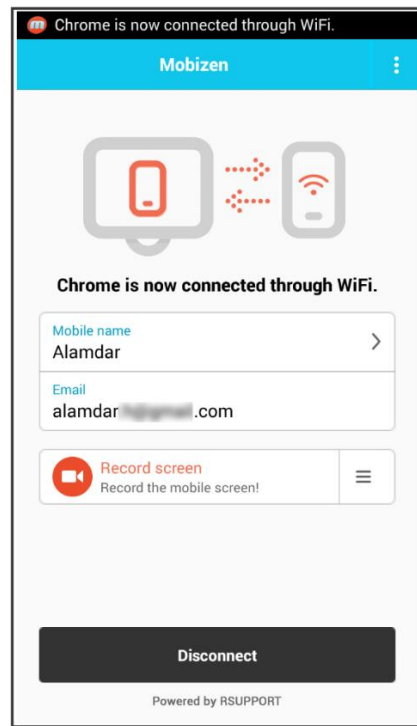 Chrome is now connected through WiFi.
Mobizen
Chrome is now connected through WiFi.
Mobile name
Alamdar
Email
alamdar .com
Record screen
Record the mobile screen!
Disconnect
Powered by RSUPPORT